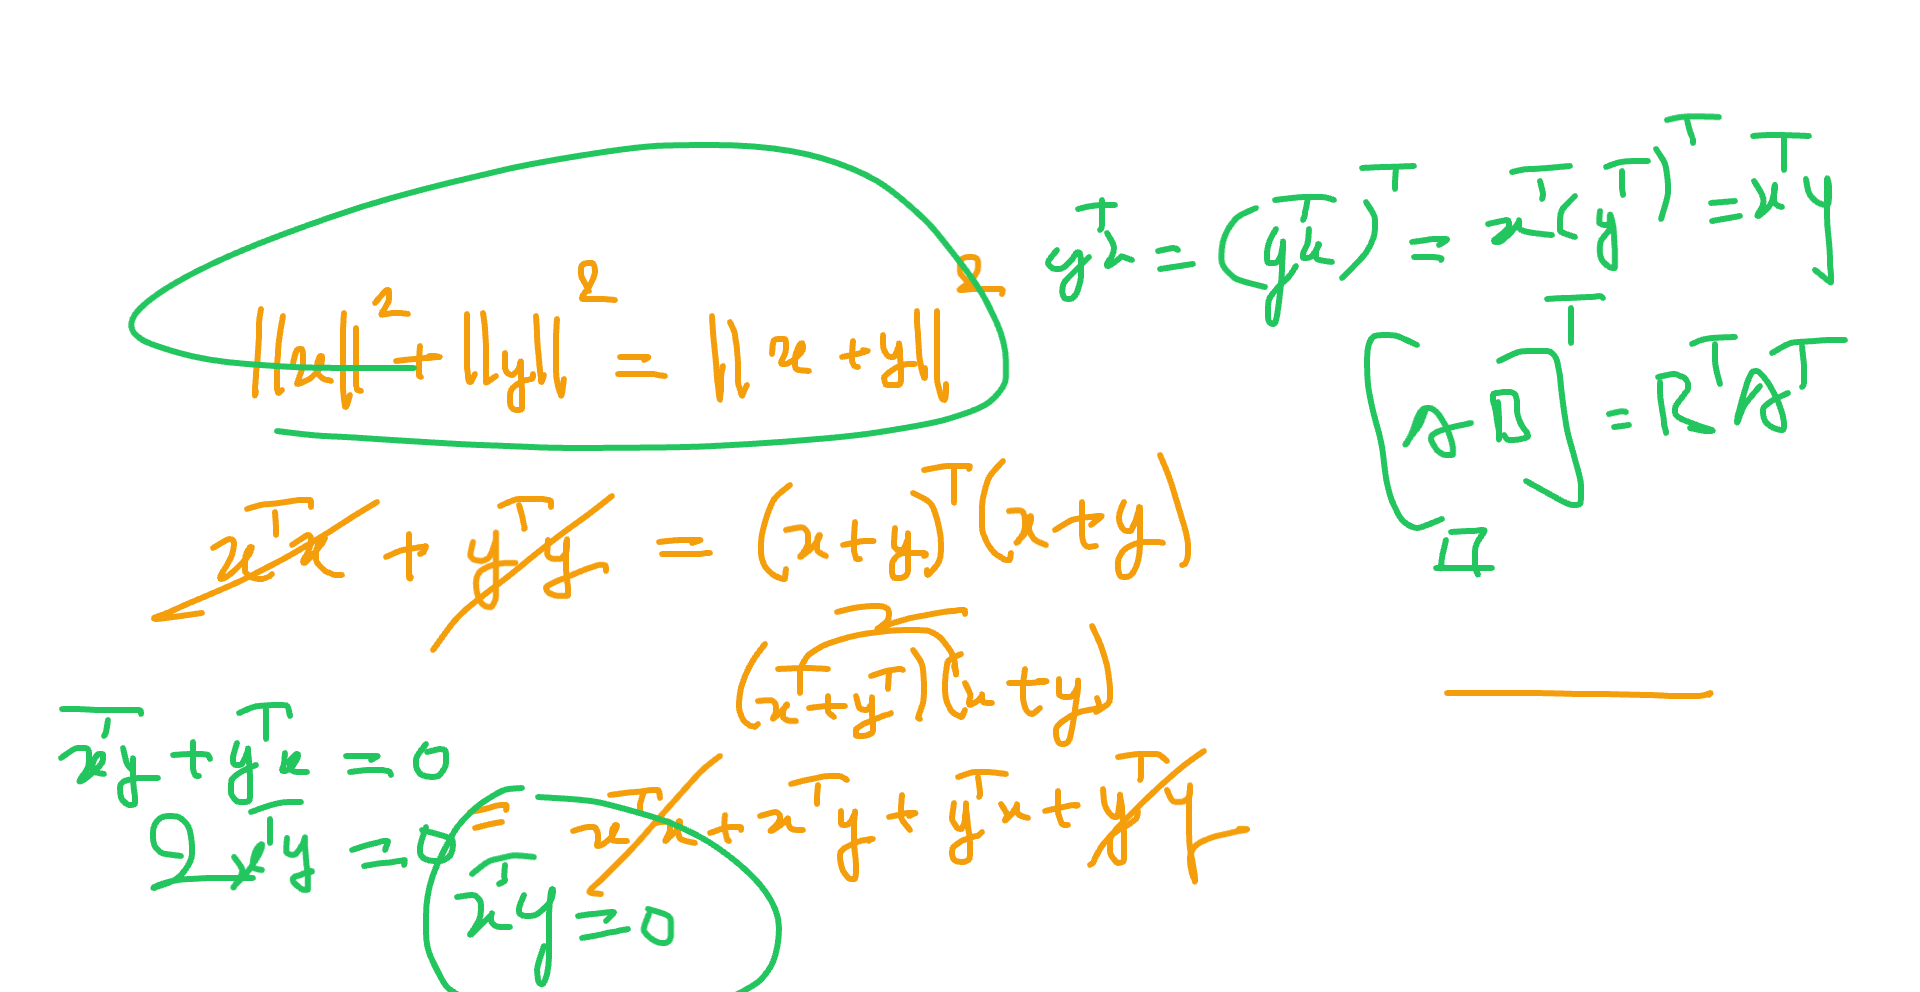 ||x||² + ||y||² = ||x + y||²
yᵀx = (yᵀx)ᵀ = xᵀ(yᵀ)ᵀ = xᵀy
[A B]ᵀ = BᵀAᵀ
xᵀx + yᵀy = (x+y)ᵀ(x+y)
(xᵀ+yᵀ)(x+y)
= xᵀx + xᵀy + yᵀx + yᵀy
xᵀy + yᵀx = 0
2xᵀy = 0
xᵀy = 0